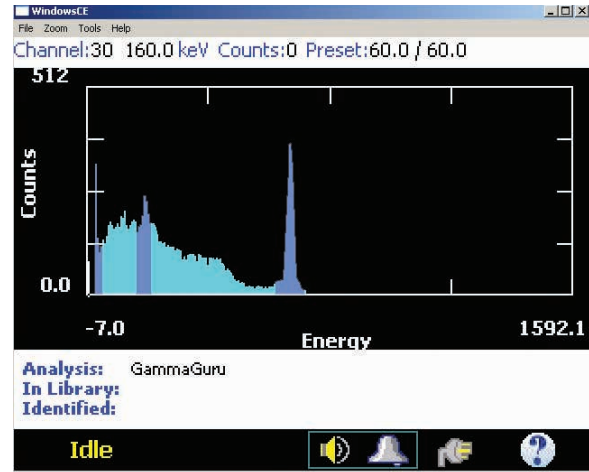 WindowsCE
File Zoom Tools Help
Channel:30 160.0 keV Counts:0 Preset:60.0 / 60.0
512
Counts
0.0
-7.0
Energy
1592.1
Analysis: GammaGuru
In Library:
Identified:
Idle
?